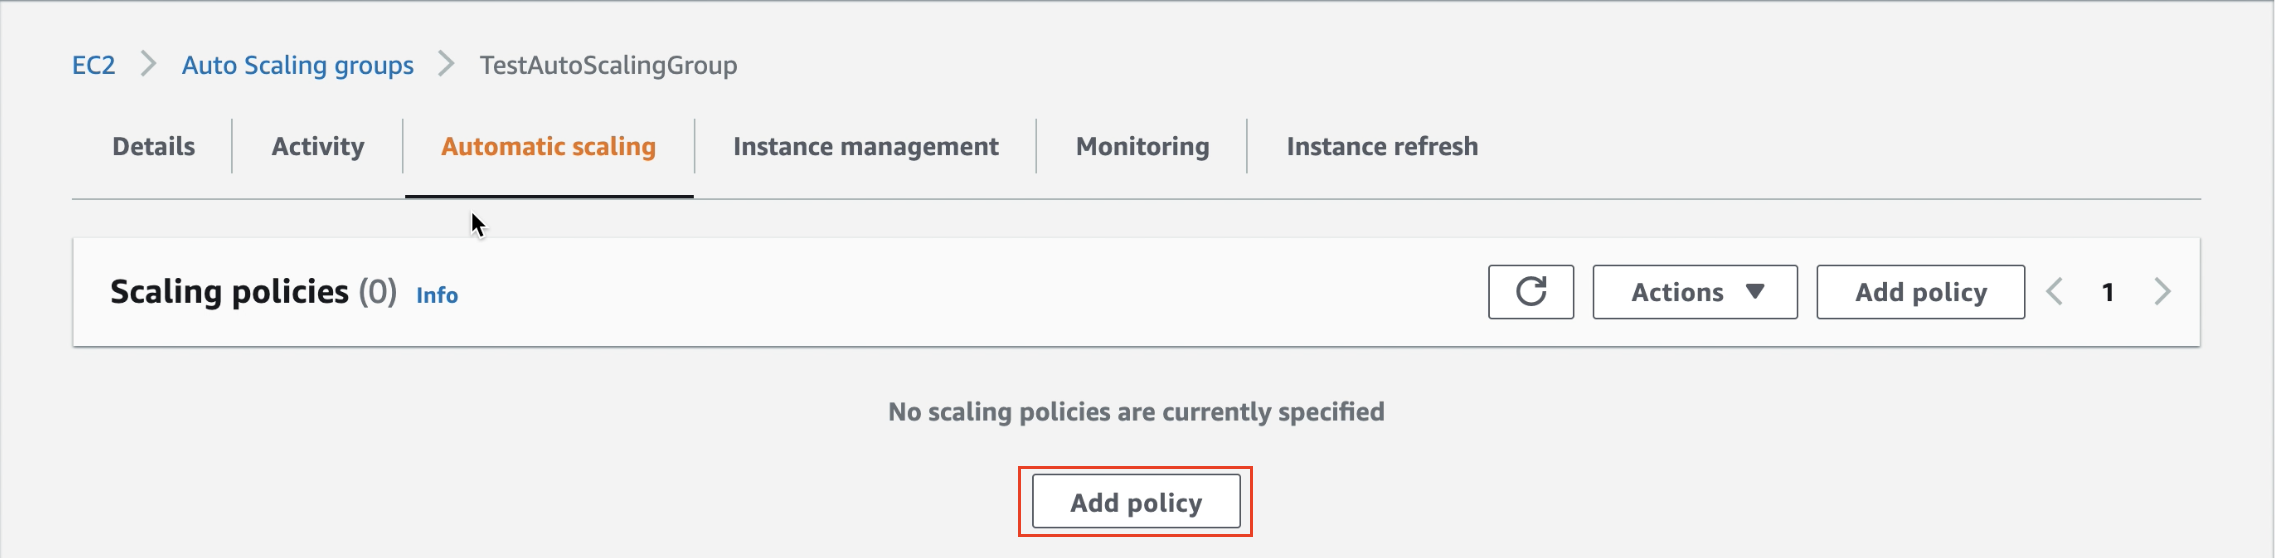 EC2 > Auto Scaling groups > TestAutoScalingGroup
Details Activity Automatic scaling Instance management Monitoring Instance refresh
Scaling policies (0) Info Actions Add policy 1
No scaling policies are currently specified
Add policy